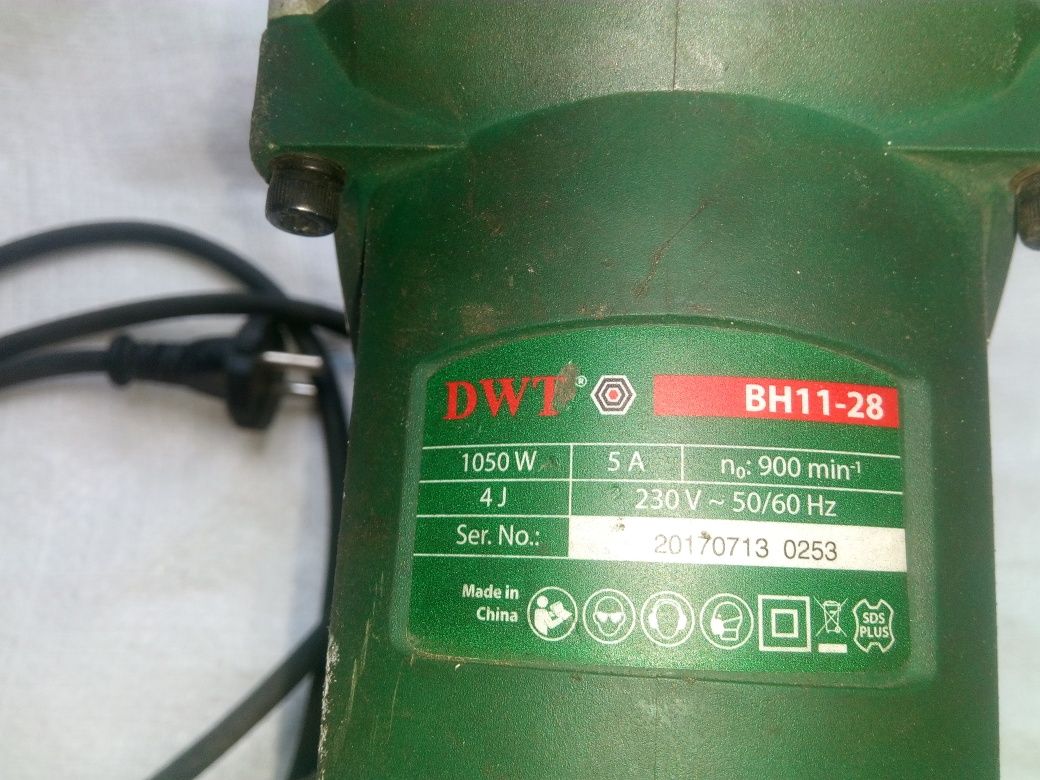 DWT® BH11-28
1050 W 5 A n₀: 900 min⁻¹
4 J 230 V ~ 50/60 Hz
Ser. No.: 20170713 0253
Made in
China
SDS
PLUS